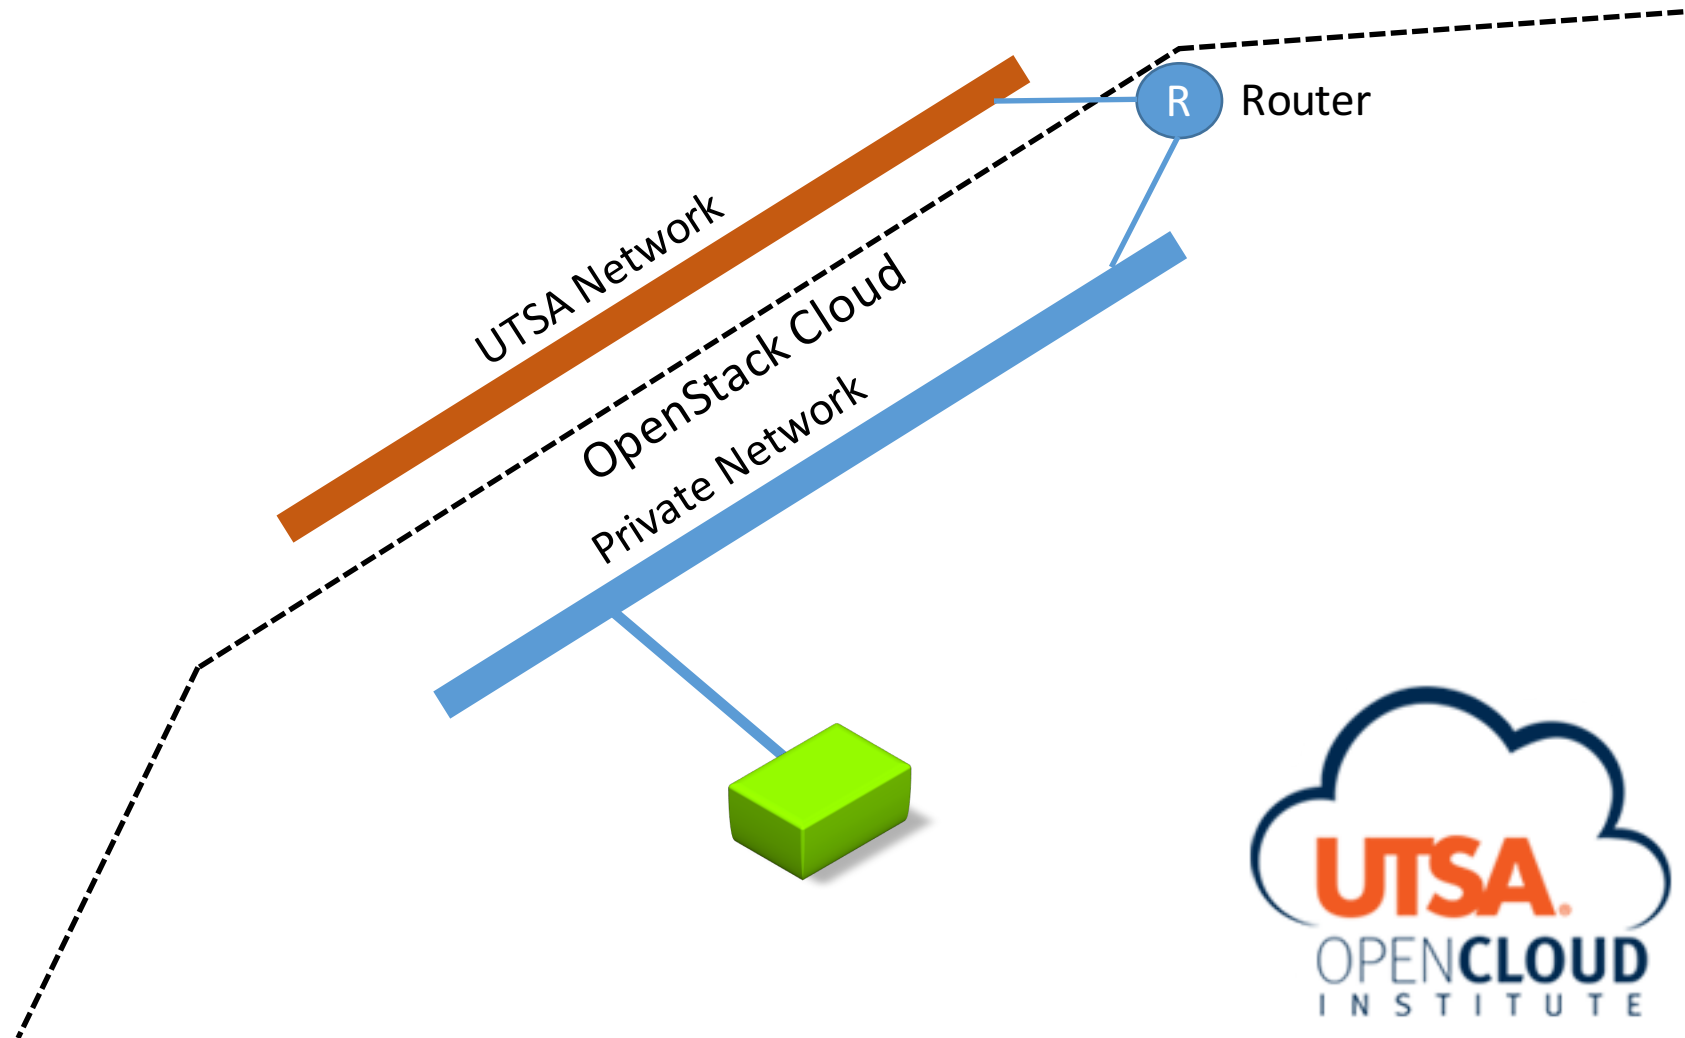 R
Router
UTSA Network
OpenStack Cloud
Private Network
UTSA.
OPENCLOUD
INSTITUTE